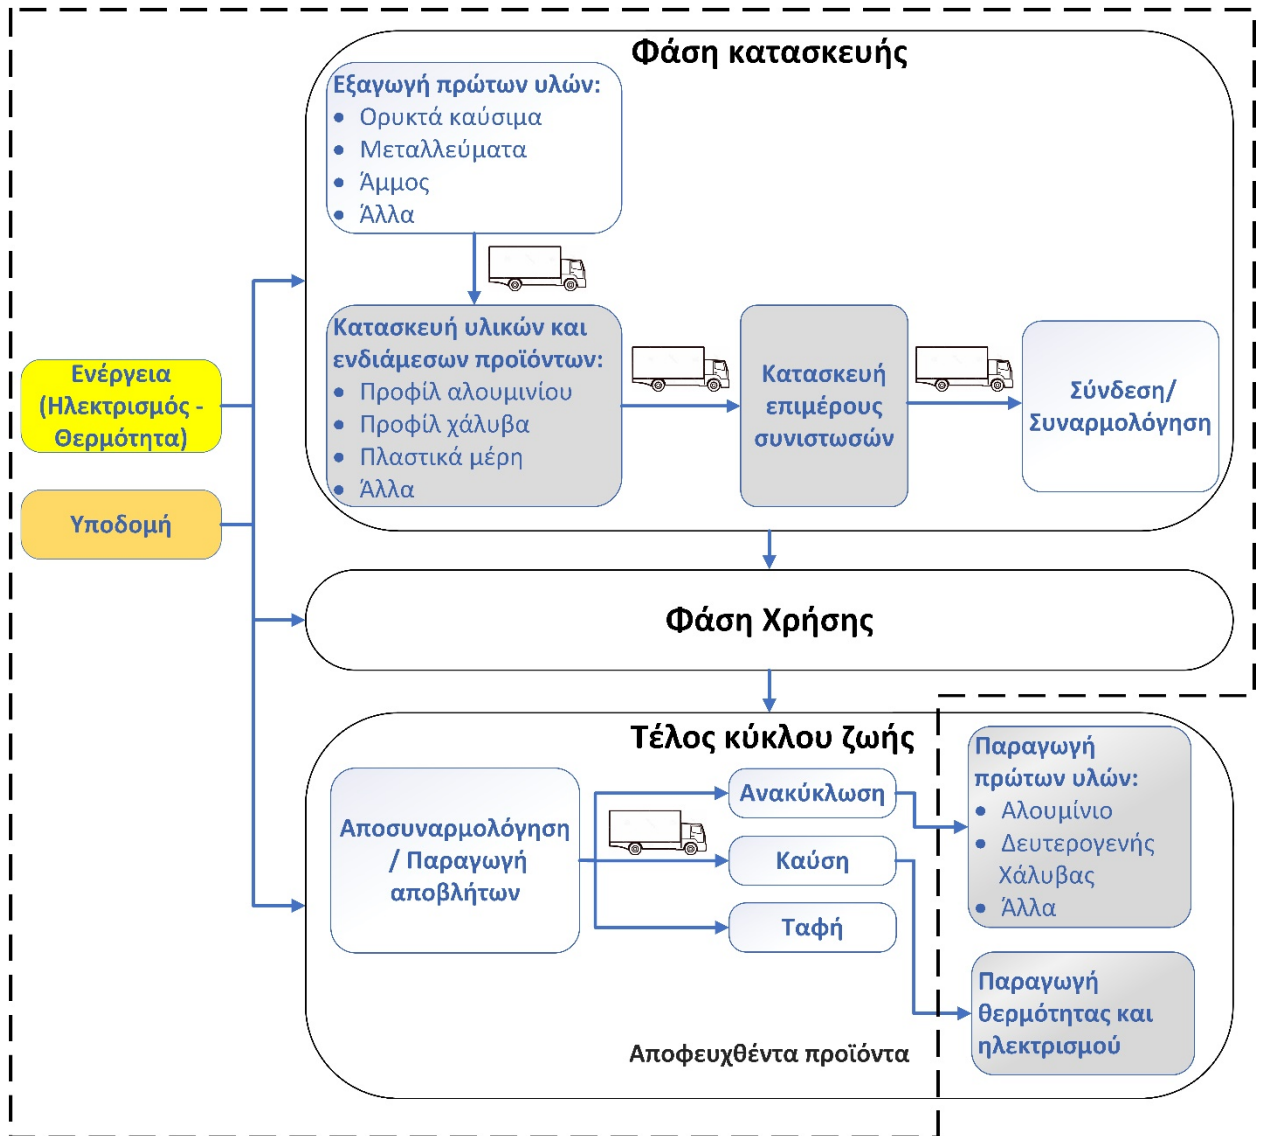 Φάση κατασκευής
Εξαγωγή πρώτων υλών:
• Ορυκτά καύσιμα
• Μεταλλεύματα
• Άμμος
• Άλλα
Κατασκευή υλικών και
ενδιάμεσων προϊόντων:
• Προφίλ αλουμινίου
• Προφίλ χάλυβα
• Πλαστικά μέρη
• Άλλα
Κατασκευή
επιμέρους
συνιστωσών
Σύνδεση/
Συναρμολόγηση
Ενέργεια
(Ηλεκτρισμός -
Θερμότητα)
Υποδομή
Φάση Χρήσης
Τέλος κύκλου ζωής
Αποσυναρμολόγηση
/ Παραγωγή
αποβλήτων
Ανακύκλωση
Καύση
Ταφή
Παραγωγή
πρώτων υλών:
• Αλουμίνιο
• Δευτερογενής
Χάλυβας
• Άλλα
Παραγωγή
θερμότητας και
ηλεκτρισμού
Αποφευχθέντα προϊόντα